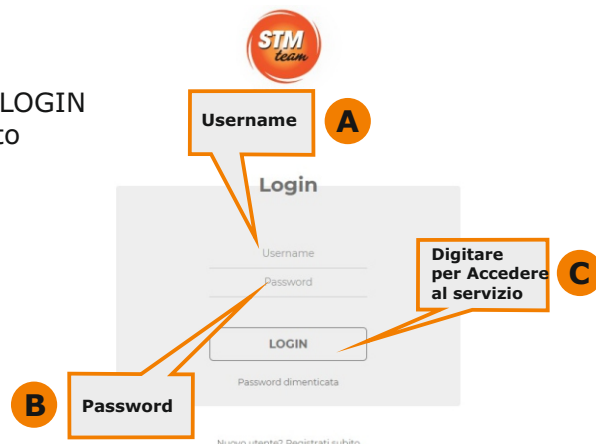 STM
team
LOGIN
to
Username
A
Login
Username
Password
Digitare
per Accedere
al servizio
C
LOGIN
Password dimenticata
B
Password
Nuovo utente? Registrati subito